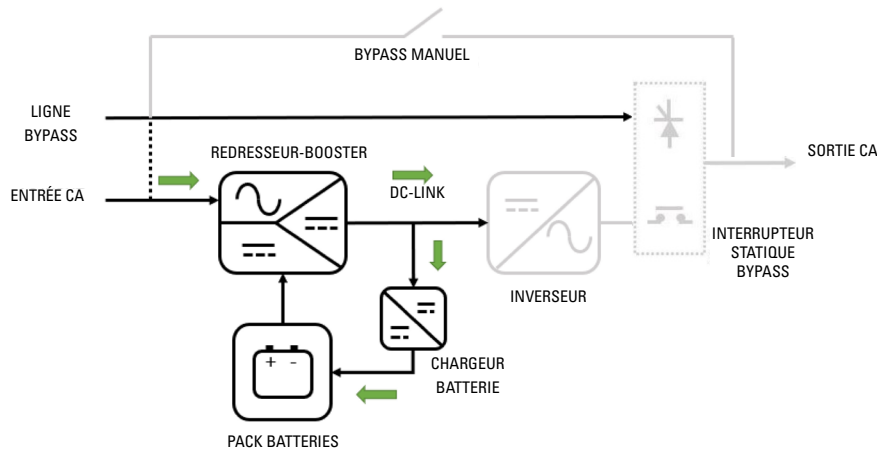 BYPASS MANUEL
LIGNE
BYPASS
REDRESSEUR-BOOSTER
SORTIE CA
ENTRÉE CA
DC-LINK
INTERRUPTEUR
STATIQUE
BYPASS
INVERSEUR
+ -
CHARGEUR
BATTERIE
PACK BATTERIES